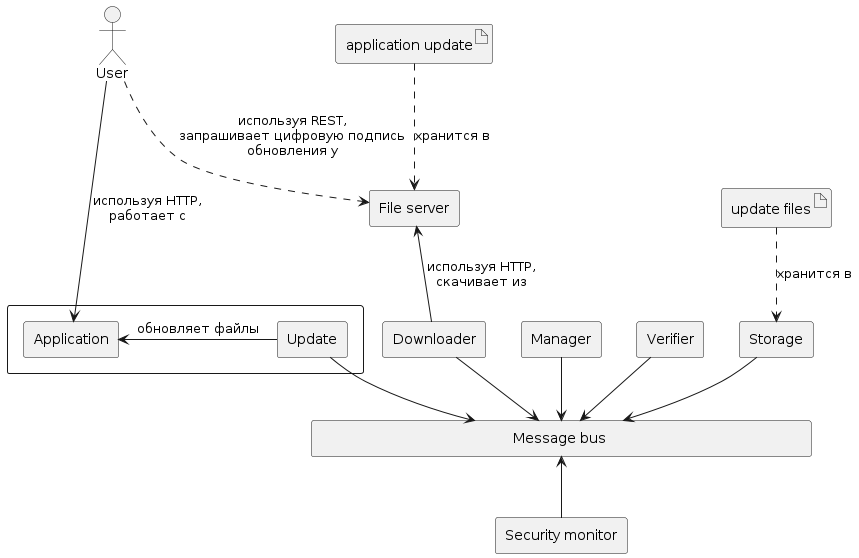 User
application update
используя REST,
запрашивает цифровую подпись
обновления у
хранится в
используя HTTP,
работает с
File server
update files
используя HTTP,
скачивает из
хранится в
Application
обновляет файлы
Update
Downloader
Manager
Verifier
Storage
Message bus
Security monitor